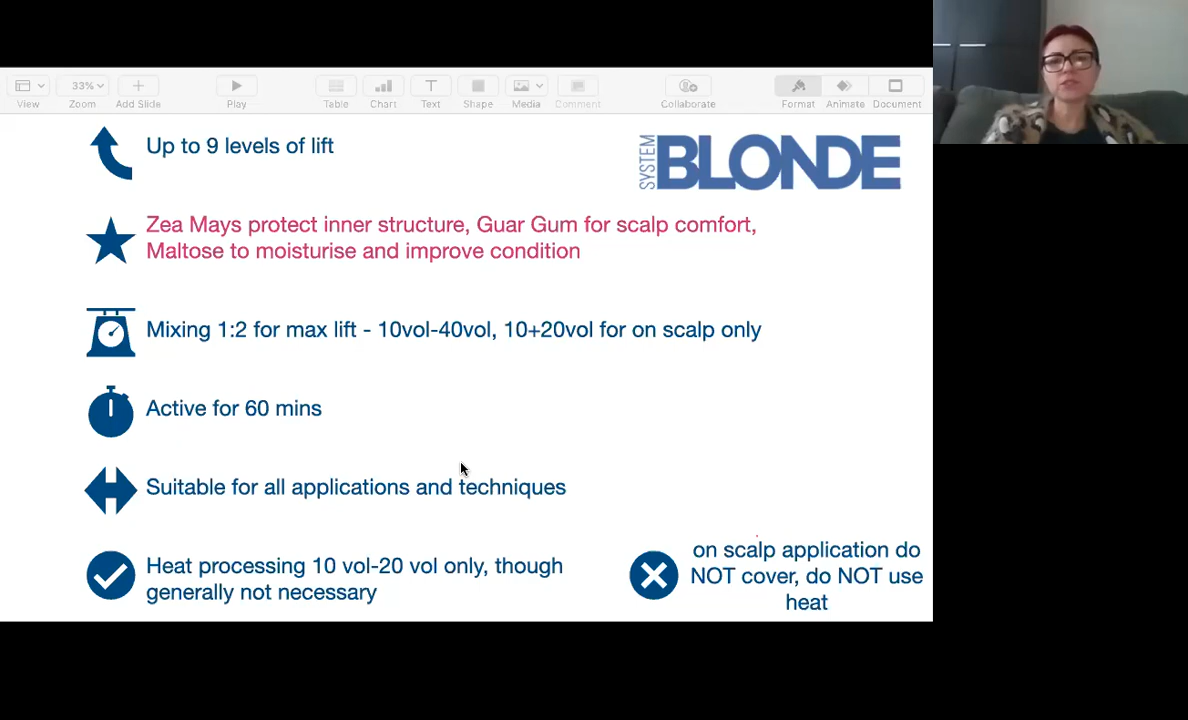 33%
View
Zoom
Add Slide
Play
Table
Chart
Text
Shape
Media
Comment
Collaborate
Format
Animate
Document
Up to 9 levels of lift
SYSTEM
BLONDE
Zea Mays protect inner structure, Guar Gum for scalp comfort,
Maltose to moisturise and improve condition
Mixing 1:2 for max lift - 10vol-40vol, 10+20vol for on scalp only
Active for 60 mins
Suitable for all applications and techniques
Heat processing 10 vol-20 vol only, though
generally not necessary
on scalp application do
NOT cover, do NOT use
heat